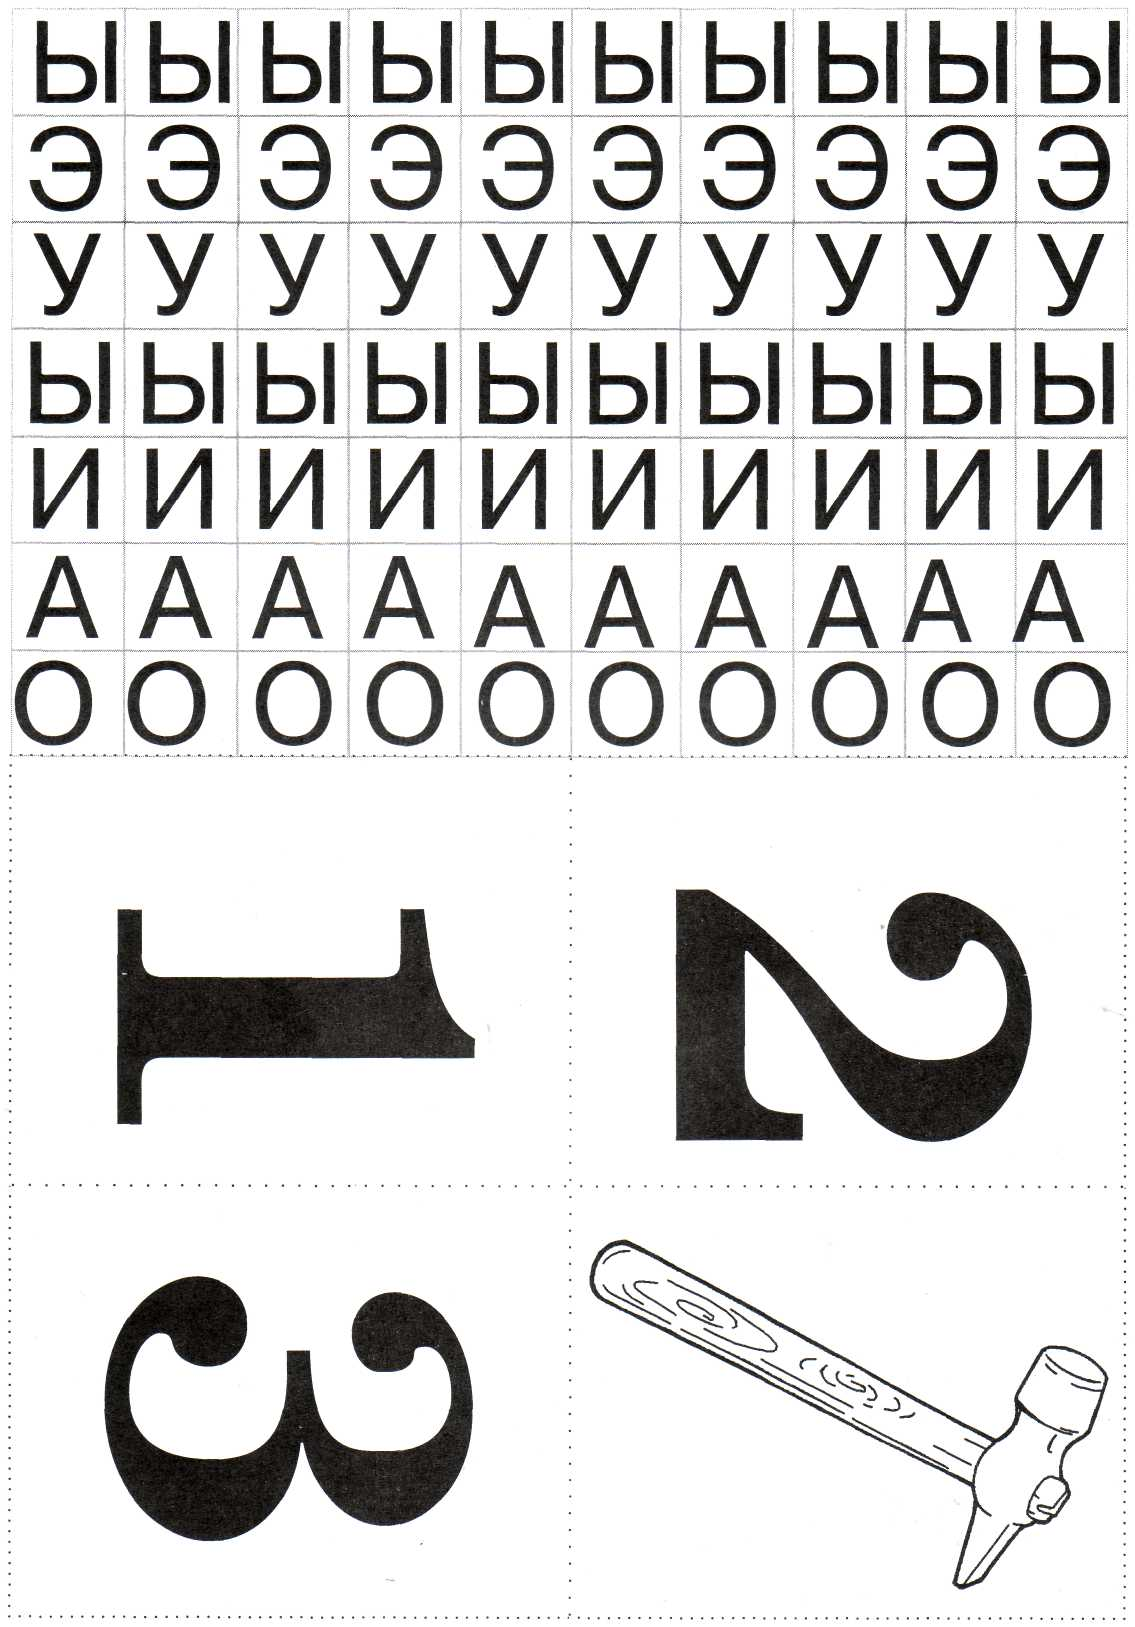 Ы Ы Ы Ы Ы Ы Ы Ы Ы Ы
Э Э Э Э Э Э Э Э Э Э
У У У У У У У У У У
Ы Ы Ы Ы Ы Ы Ы Ы Ы Ы
И И И И И И И И И И
А А А А А А А А А А
О О О О О О О О О О
1 2
3